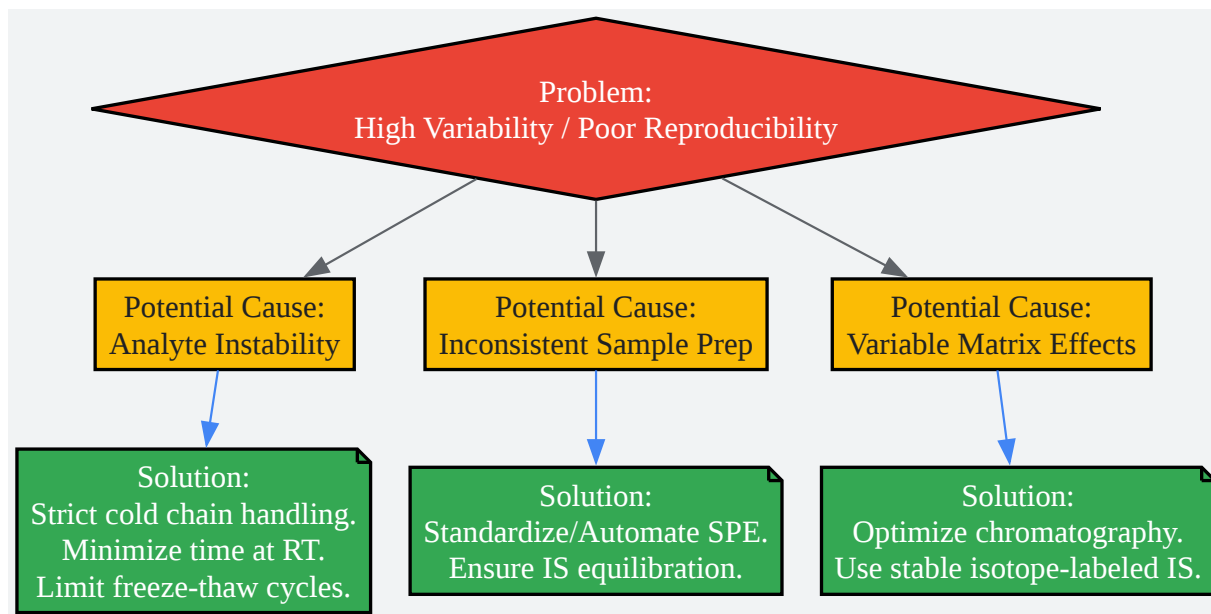 Problem:
High Variability / Poor Reproducibility
Potential Cause:
Analyte Instability
Potential Cause:
Inconsistent Sample Prep
Potential Cause:
Variable Matrix Effects
Solution:
Strict cold chain handling.
Minimize time at RT.
Limit freeze-thaw cycles.
Solution:
Standardize/Automate SPE.
Ensure IS equilibration.
Solution:
Optimize chromatography.
Use stable isotope-labeled IS.